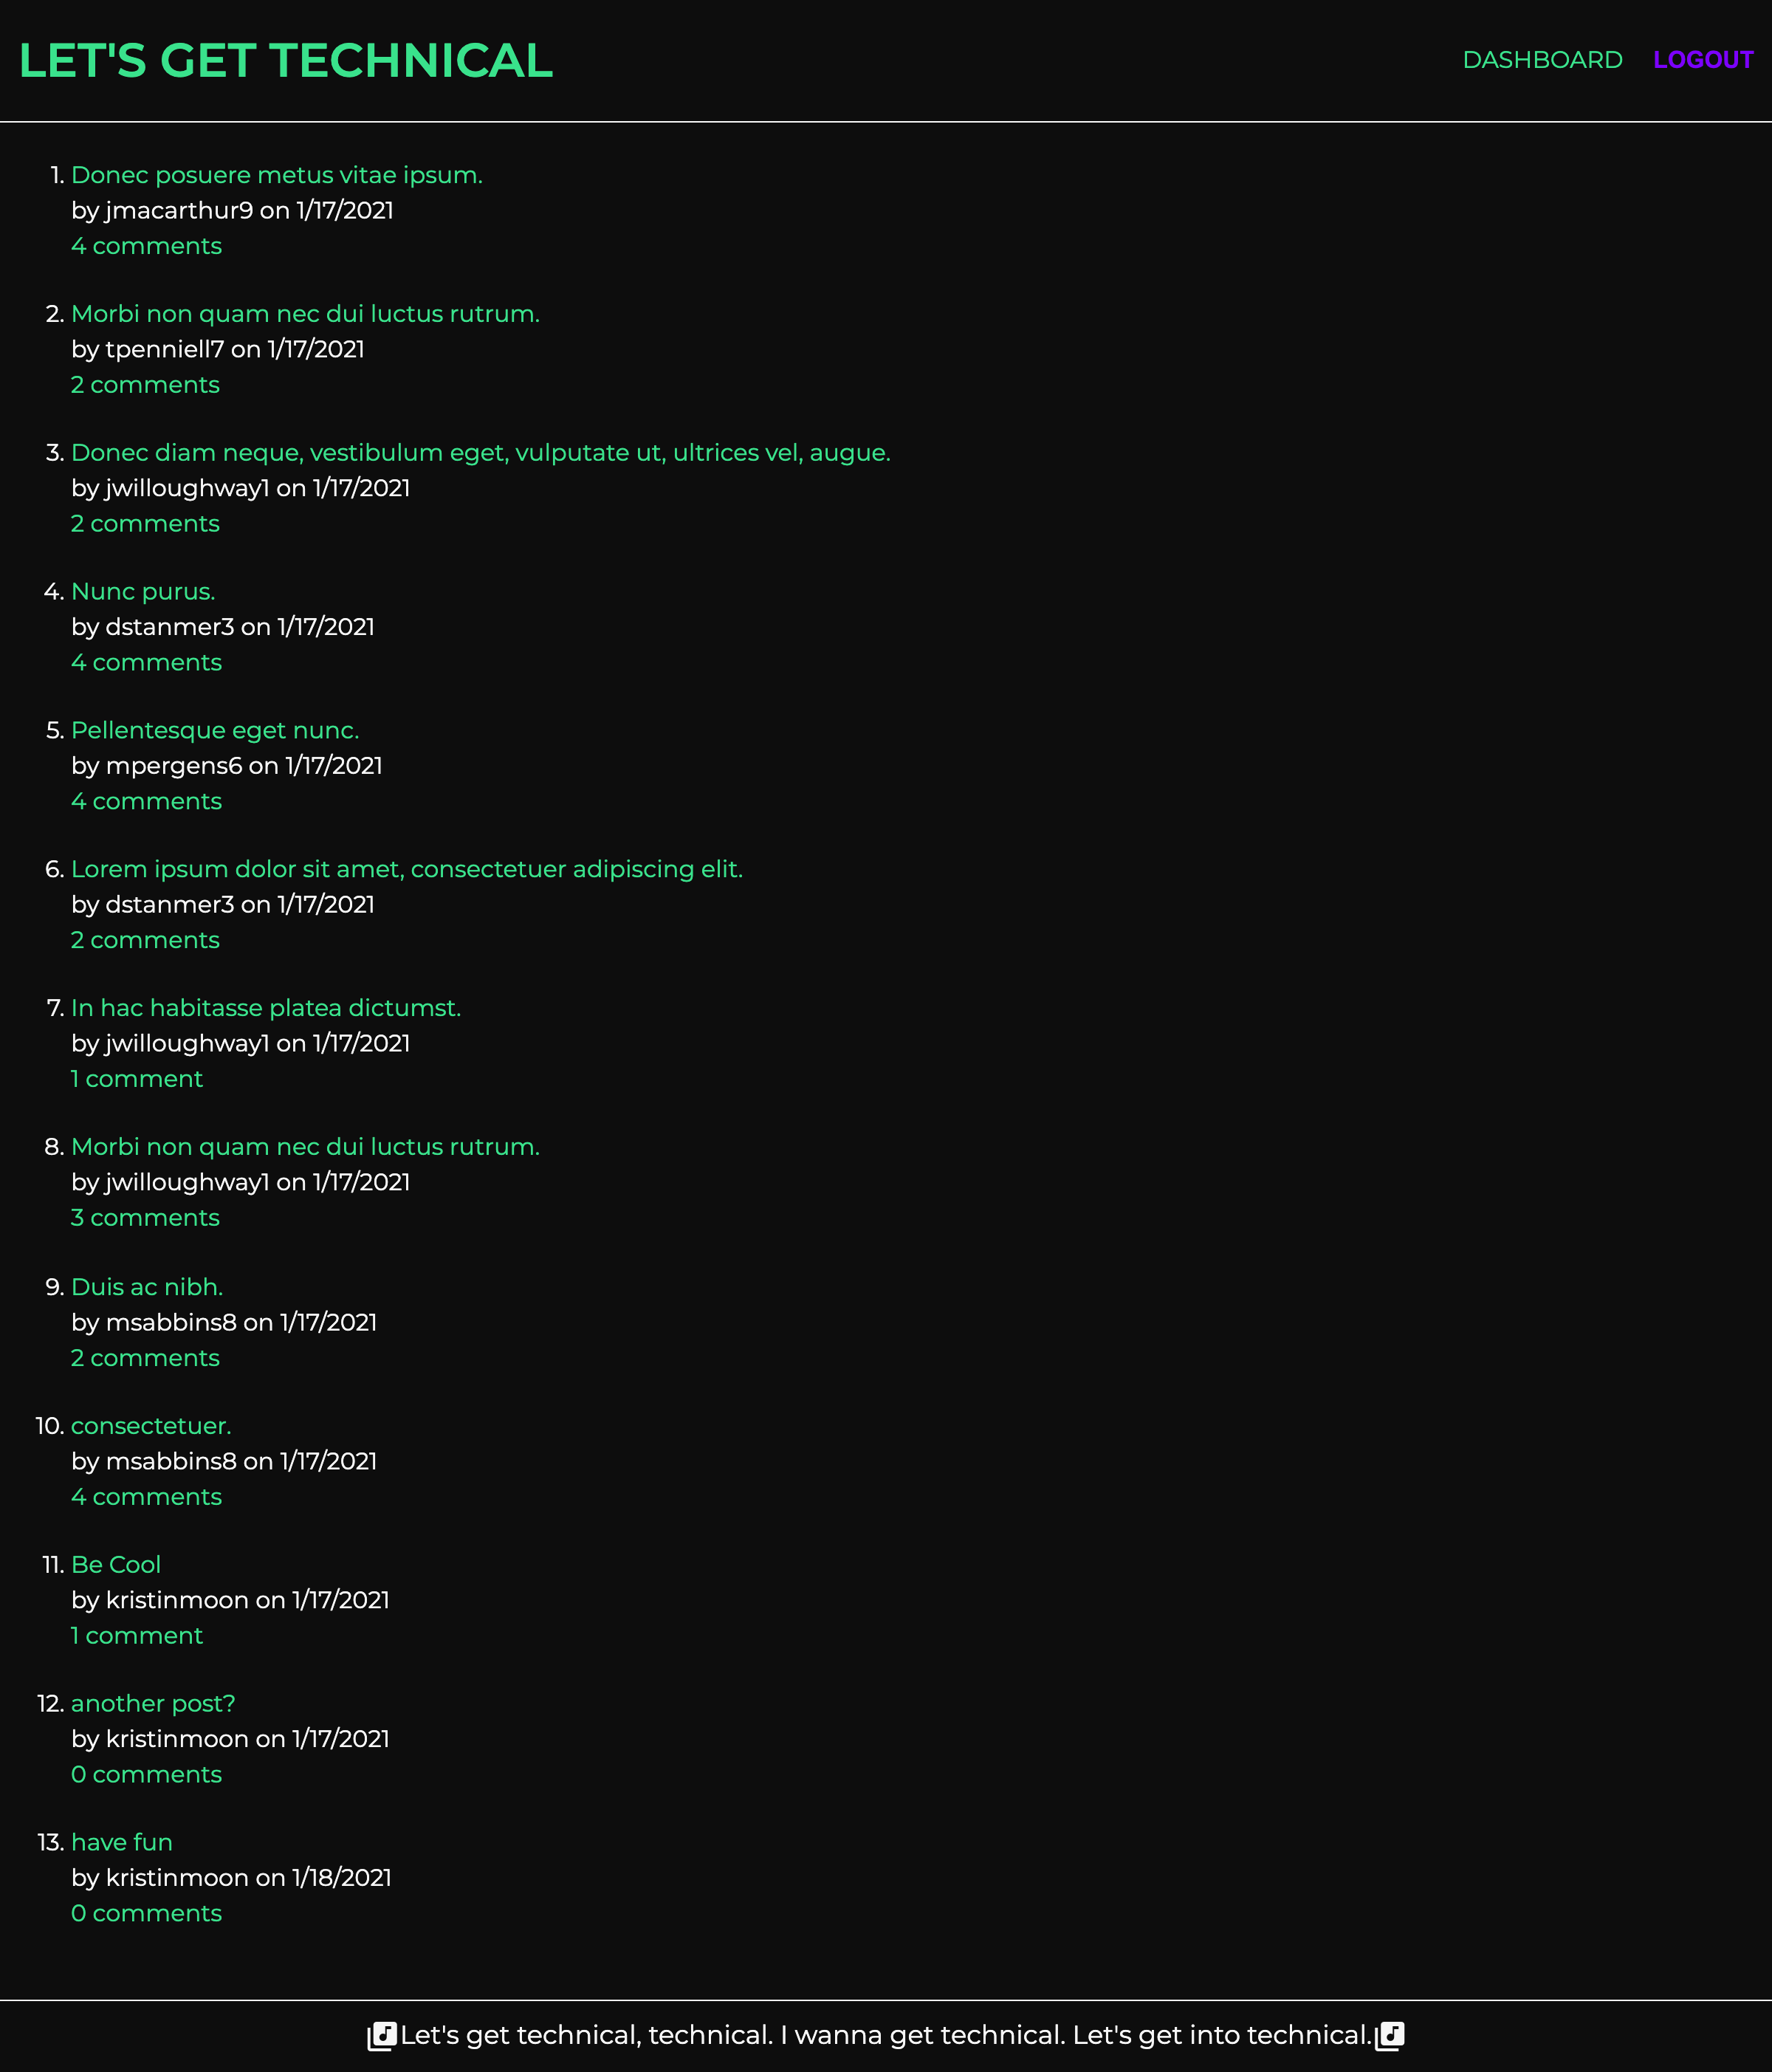 LET'S GET TECHNICAL
DASHBOARD LOGOUT
1. Donec posuere metus vitae ipsum.
by jmacarthur9 on 1/17/2021
4 comments
2. Morbi non quam nec dui luctus rutrum.
by tpenniell7 on 1/17/2021
2 comments
3. Donec diam neque, vestibulum eget, vulputate ut, ultrices vel, augue.
by jwilloughway1 on 1/17/2021
2 comments
4. Nunc purus.
by dstanmer3 on 1/17/2021
4 comments
5. Pellentesque eget nunc.
by mpergens6 on 1/17/2021
4 comments
6. Lorem ipsum dolor sit amet, consectetuer adipiscing elit.
by dstanmer3 on 1/17/2021
2 comments
7. In hac habitasse platea dictumst.
by jwilloughway1 on 1/17/2021
1 comment
8. Morbi non quam nec dui luctus rutrum.
by jwilloughway1 on 1/17/2021
3 comments
9. Duis ac nibh.
by msabbins8 on 1/17/2021
2 comments
10. consectetuer.
by msabbins8 on 1/17/2021
4 comments
11. Be Cool
by kristinmoon on 1/17/2021
1 comment
12. another post?
by kristinmoon on 1/17/2021
0 comments
13. have fun
by kristinmoon on 1/18/2021
0 comments
Let's get technical, technical. I wanna get technical. Let's get into technical.